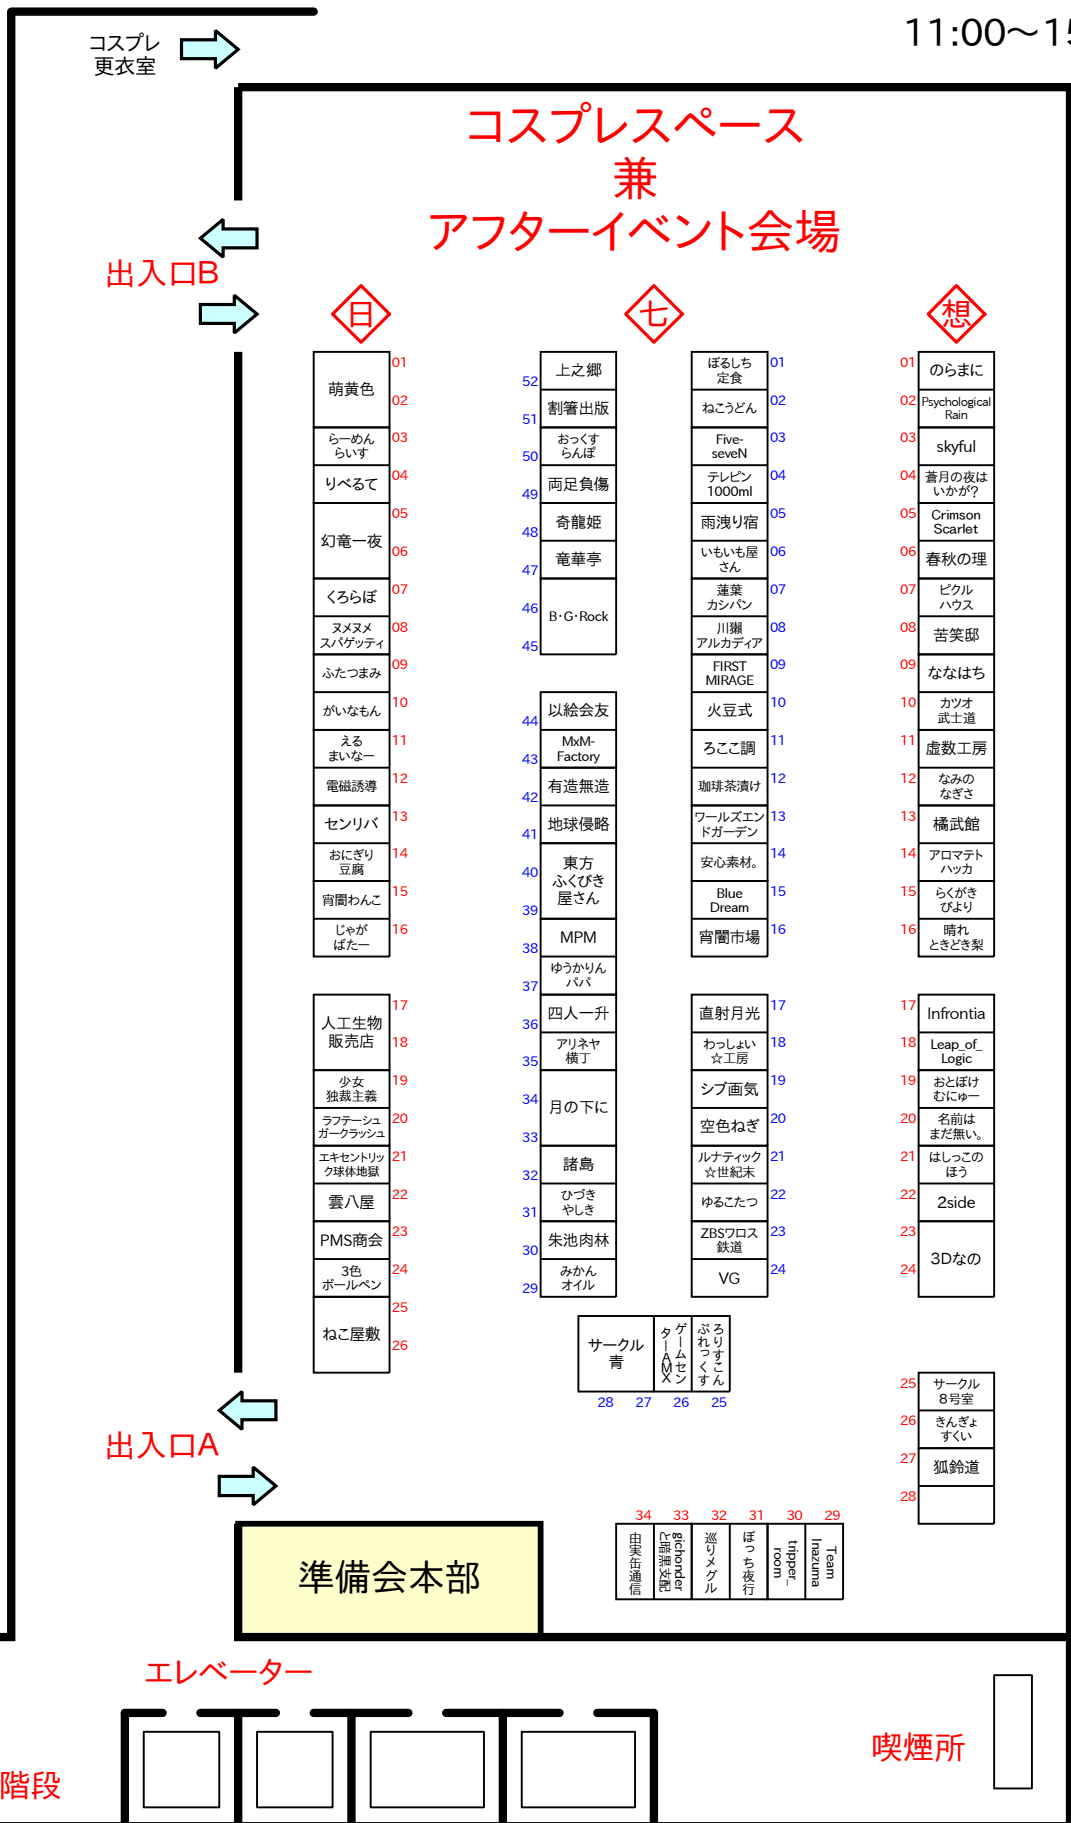 コスプレ
更衣室
11:00〜15
コスプレスペース
兼
アフターイベント会場
出入口B
日
七
想
01
萌黄色
02
らーめん
らいす
03
りべるて
04
05
幻竜一夜
06
くろらぼ
07
ヌメヌメ
スパゲッティ
08
ふたつまみ
09
がいなもん
10
える
まいなー
11
電磁誘導
12
センリバ
13
おにぎり
豆腐
14
宵闇わんこ
15
じゃが
ばたー
16
17
人工生物
販売店
18
少女
独裁主義
19
ラフテーシュ
ガークラッシュ
20
エキセントリッ
ク球体地獄
21
雲八屋
22
PMS商会
23
3色
ボールペン
24
25
ねこ屋敷
26
上之郷
52
割箸出版
51
おっくす
らんぽ
50
両足負傷
49
奇龍姫
48
竜華亭
47
46
B·G·Rock
45
以絵会友
44
MxM-
Factory
43
有造無造
42
地球侵略
41
東方
ふくびき
屋さん
40
39
MPM
38
ゆうかりん
パパ
37
四人一升
36
アリネヤ
横丁
35
34
月の下に
33
諸島
32
ひづき
やしき
31
朱池肉林
30
みかん
オイル
29
ぽるしち
定食
01
ねこうどん
02
Five-
seveN
03
テレピン
1000ml
04
雨洩り宿
05
いもいも屋
さん
06
蓮葉
カシパン
07
川獺
アルカディア
08
FIRST
MIRAGE
09
火豆式
10
ろここ調
11
珈琲茶漬け
12
ワールズエン
ドガーデン
13
安心素材。
14
Blue
Dream
15
宵闇市場
16
直射月光
17
わっしょい
☆工房
18
シブ画気
19
空色ねぎ
20
ルナティック
☆世紀末
21
ゆるこたつ
22
ZBSワロス
鉄道
23
VG
24
01
のらまに
02
Psychological
Rain
03
skyful
04
蒼月の夜は
いかが?
05
Crimson
Scarlet
06
春秋の理
07
ピクル
ハウス
08
苦笑邸
09
ななはち
10
カツオ
武士道
11
虚数工房
12
なみの
なぎさ
13
橘武館
14
アロマテト
ハッカ
15
らくがき
びより
16
晴れ
ときどき梨
17
Infrontia
18
Leap_of_
Logic
19
おとぼけ
むにゅー
20
名前は
まだ無い。
21
はしっこの
ほう
22
2side
23
3Dなの
24
サークル
青
ゲームセン
ターAMX
ろりすこん
ぷれっくす
28
27
26
25
25
サークル
8号室
26
きんぎょ
すくい
27
狐鈴道
28
出入口A
34
33
32
31
30
29
由実缶通信
gichonder
と暗黒支配
巡りメグル
ぼっち夜行
tripper_
room
Team
Inazuma
準備会本部
エレベーター
喫煙所
階段